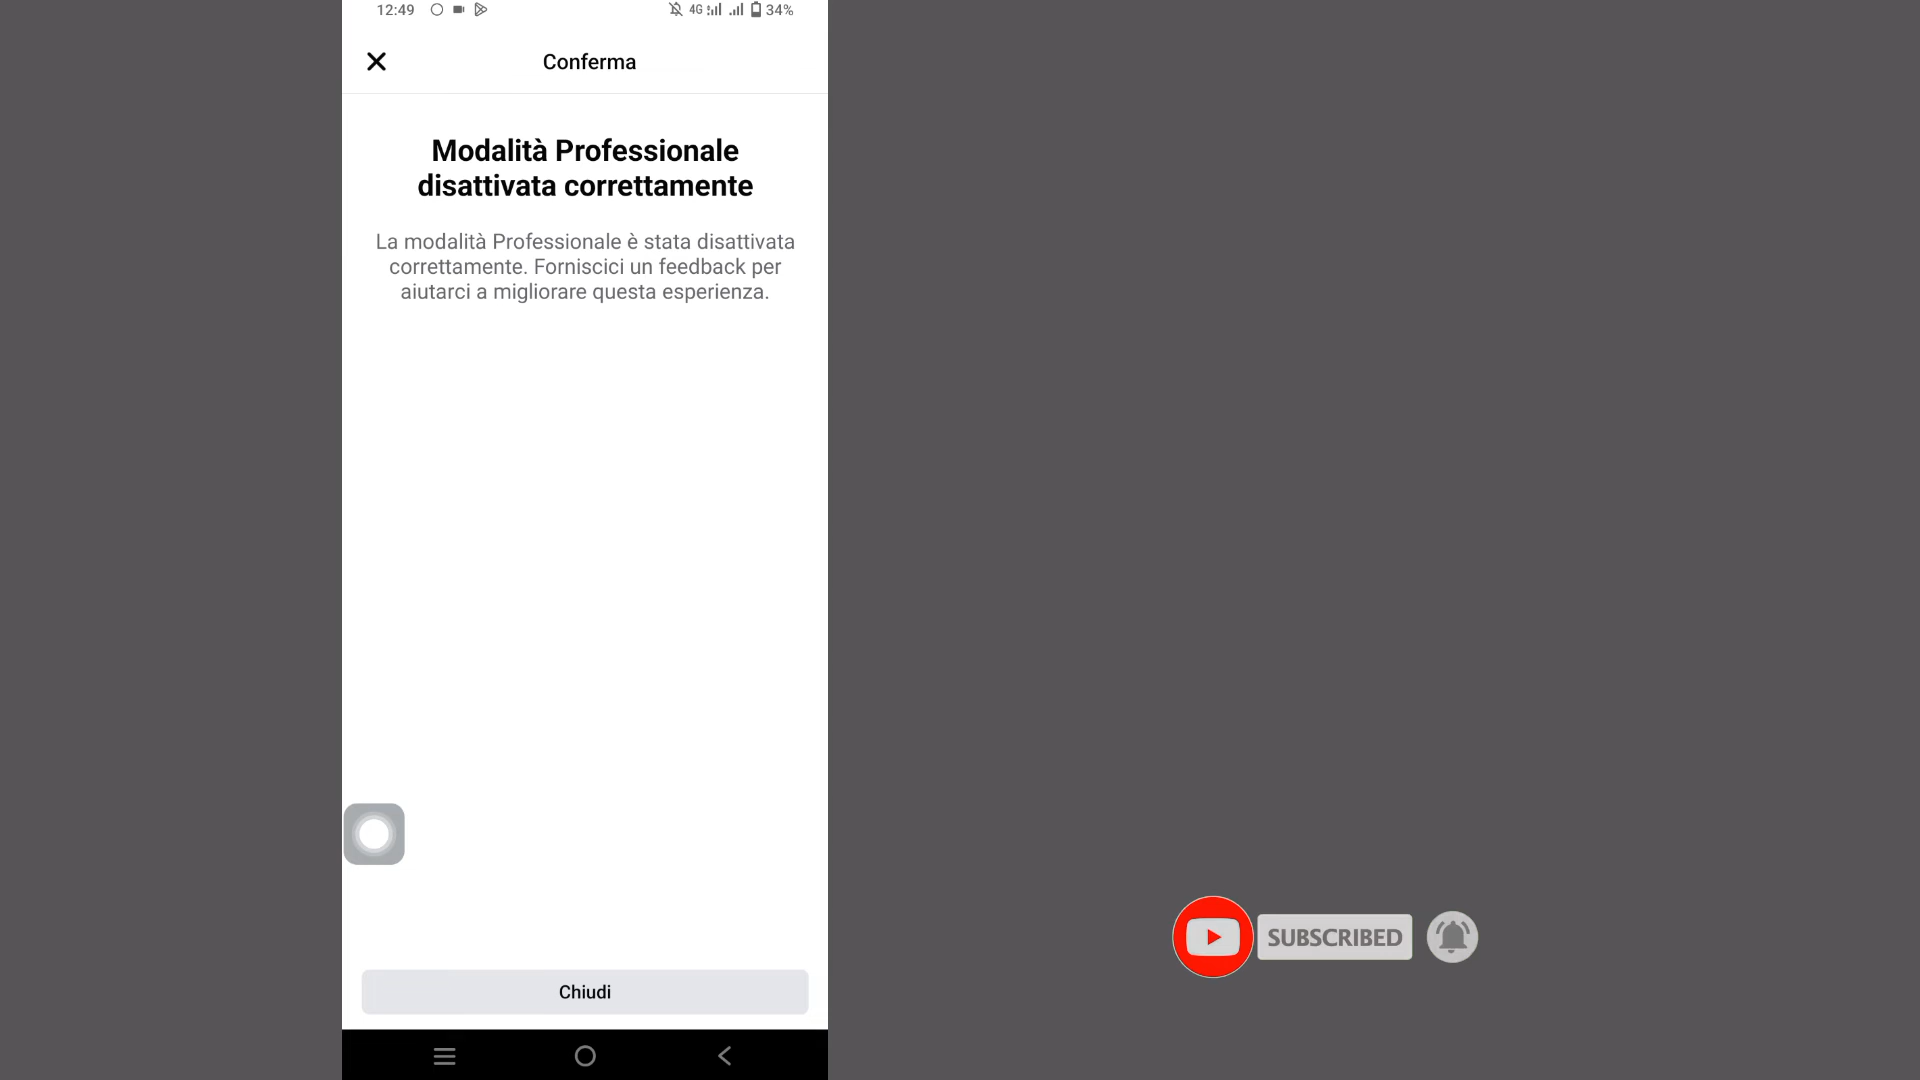 12:49
4G
34%
Conferma
Modalità Professionale
disattivata correttamente
La modalità Professionale è stata disattivata
correttamente. Forniscici un feedback per
aiutarci a migliorare questa esperienza.
SUBSCRIBED
Chiudi